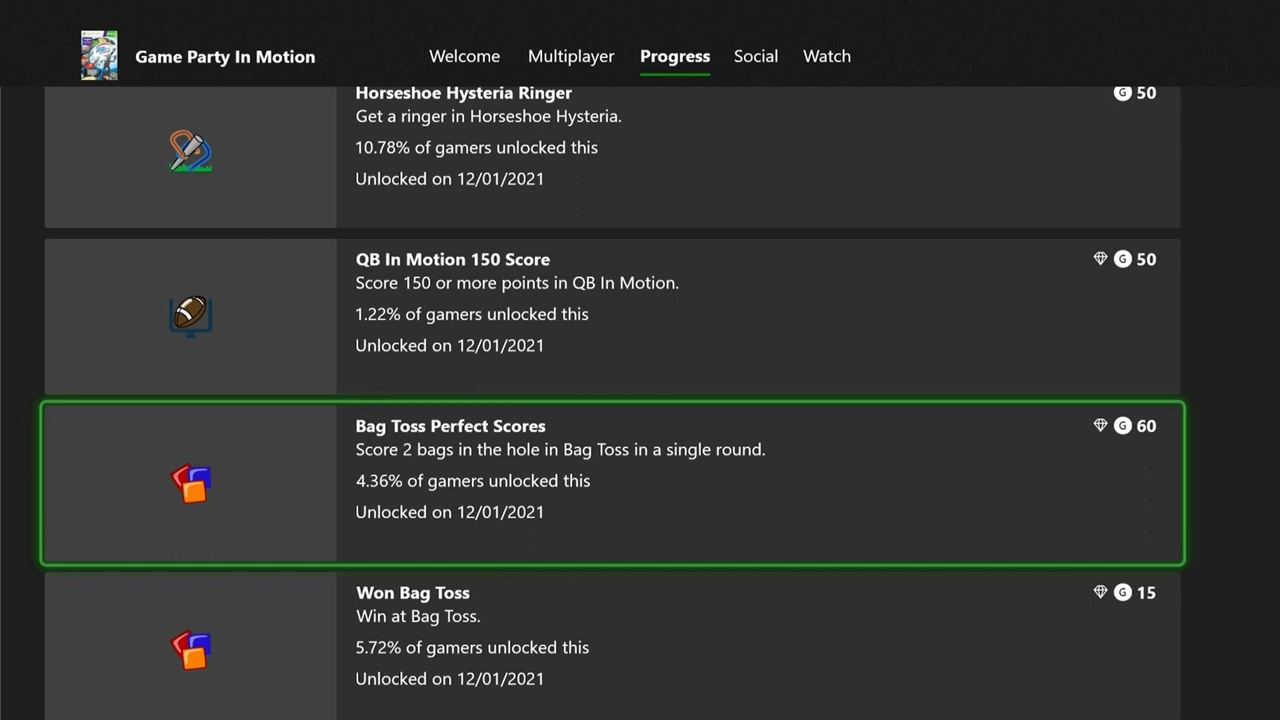 Game Party In Motion
Welcome
Multiplayer
Progress
Social
Watch
Horseshoe Hysteria Ringer
G 50
Get a ringer in Horseshoe Hysteria.
10.78% of gamers unlocked this
Unlocked on 12/01/2021
QB In Motion 150 Score
G 50
Score 150 or more points in QB In Motion.
1.22% of gamers unlocked this
Unlocked on 12/01/2021
Bag Toss Perfect Scores
G 60
Score 2 bags in the hole in Bag Toss in a single round.
4.36% of gamers unlocked this
Unlocked on 12/01/2021
Won Bag Toss
G 15
Win at Bag Toss.
5.72% of gamers unlocked this
Unlocked on 12/01/2021